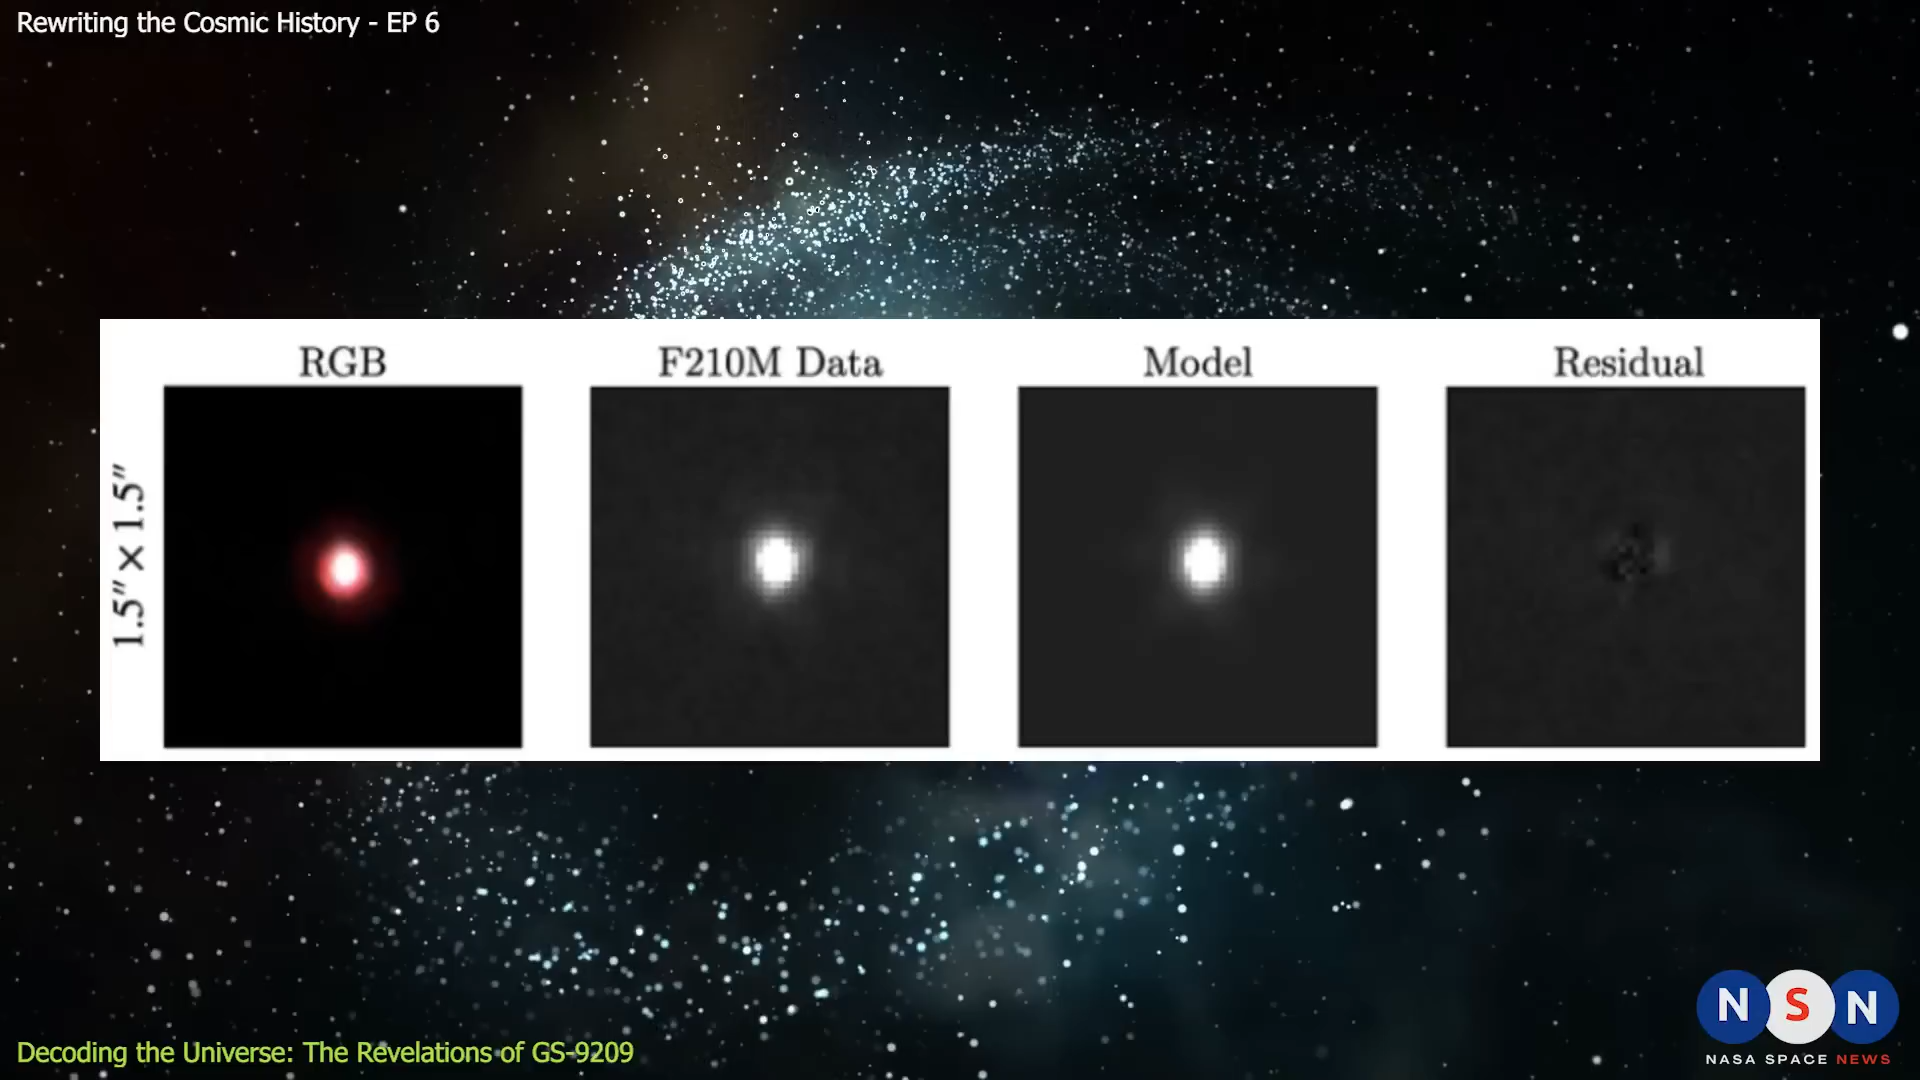 Rewriting the Cosmic History - EP 6
RGB
F210M Data
Model
Residual
1.5″ × 1.5″
Decoding the Universe: The Revelations of GS-9209
NSN
NASA SPACE NEWS